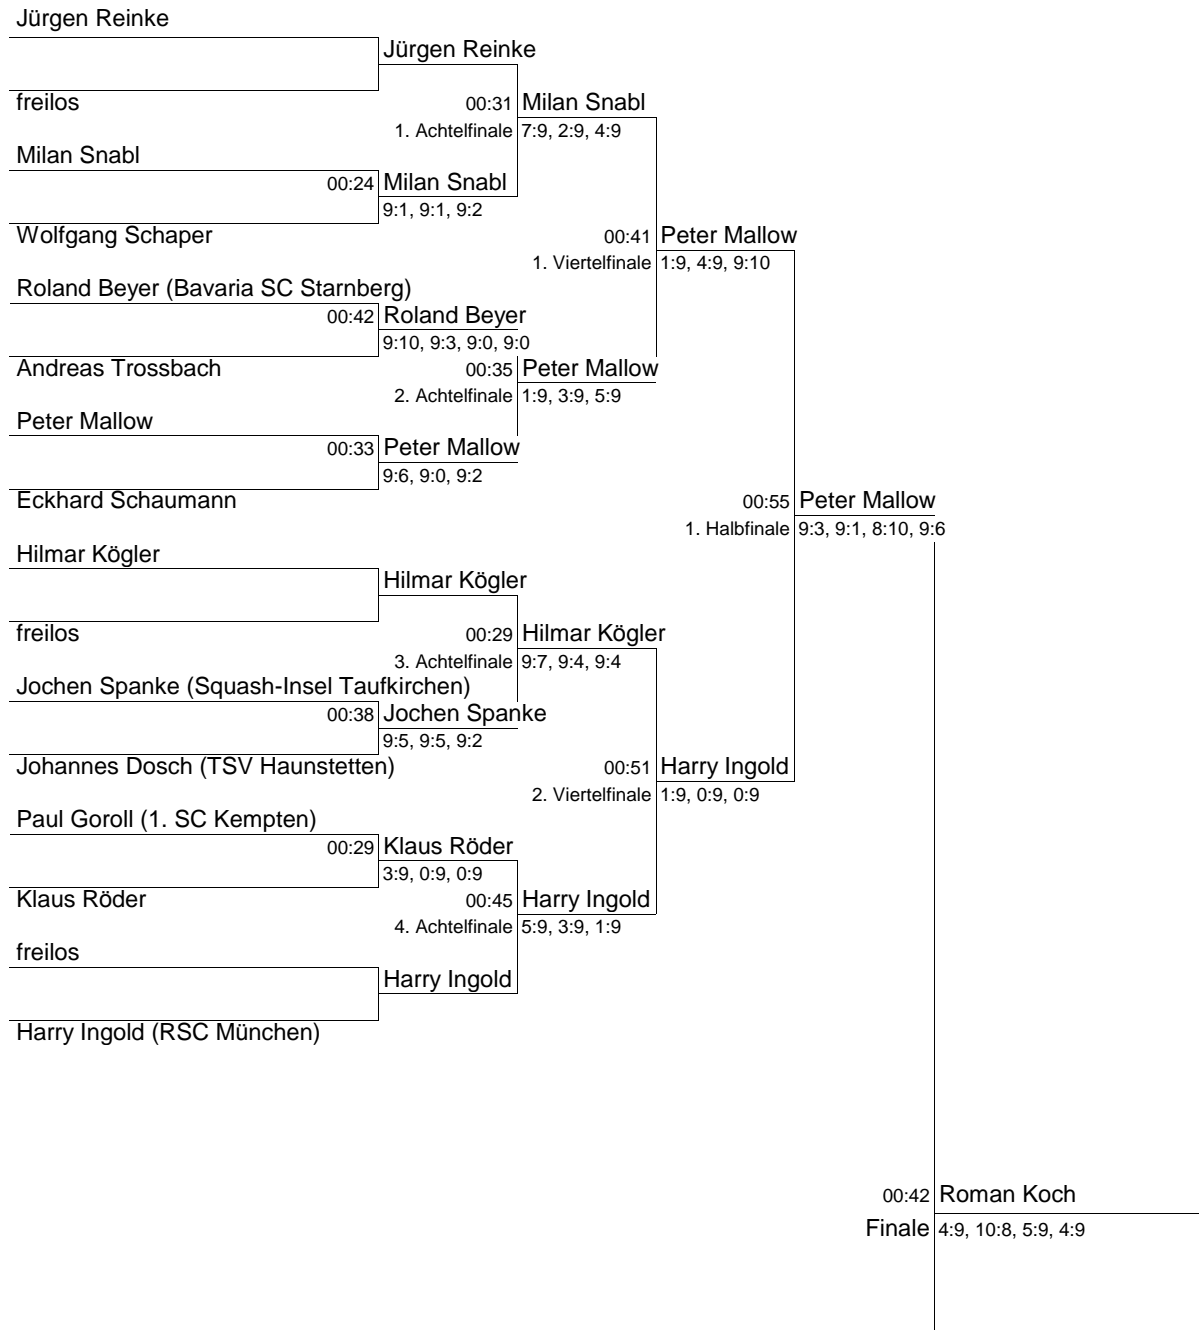 Jürgen Reinke
Jürgen Reinke
freilos
00:31 Milan Snabl
1. Achtelfinale 7:9, 2:9, 4:9
Milan Snabl
00:24 Milan Snabl
9:1, 9:1, 9:2
Wolfgang Schaper
00:41 Peter Mallow
1. Viertelfinale 1:9, 4:9, 9:10
Roland Beyer (Bavaria SC Starnberg)
00:42 Roland Beyer
9:10, 9:3, 9:0, 9:0
Andreas Trossbach
00:35 Peter Mallow
2. Achtelfinale 1:9, 3:9, 5:9
Peter Mallow
00:33 Peter Mallow
9:6, 9:0, 9:2
Eckhard Schaumann
00:55 Peter Mallow
1. Halbfinale 9:3, 9:1, 8:10, 9:6
Hilmar Kögler
Hilmar Kögler
freilos
00:29 Hilmar Kögler
3. Achtelfinale 9:7, 9:4, 9:4
Jochen Spanke (Squash-Insel Taufkirchen)
00:38 Jochen Spanke
9:5, 9:5, 9:2
Johannes Dosch (TSV Haunstetten)
00:51 Harry Ingold
2. Viertelfinale 1:9, 0:9, 0:9
Paul Goroll (1. SC Kempten)
00:29 Klaus Röder
3:9, 0:9, 0:9
Klaus Röder
00:45 Harry Ingold
4. Achtelfinale 5:9, 3:9, 1:9
freilos
Harry Ingold
Harry Ingold (RSC München)
00:42 Roman Koch
Finale 4:9, 10:8, 5:9, 4:9